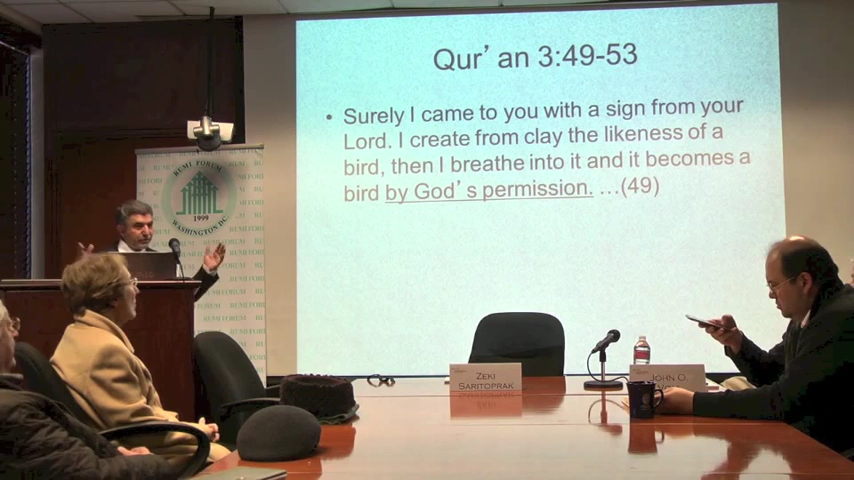 Qur’an 3:49-53
• Surely I came to you with a sign from your
Lord. I create from clay the likeness of a
bird, then I breathe into it and it becomes a
bird by God’s permission. …(49)
RUMI FORUM
1999
WASHINGTON DC
ZEKI
SARITOPRAK
JOHN O.